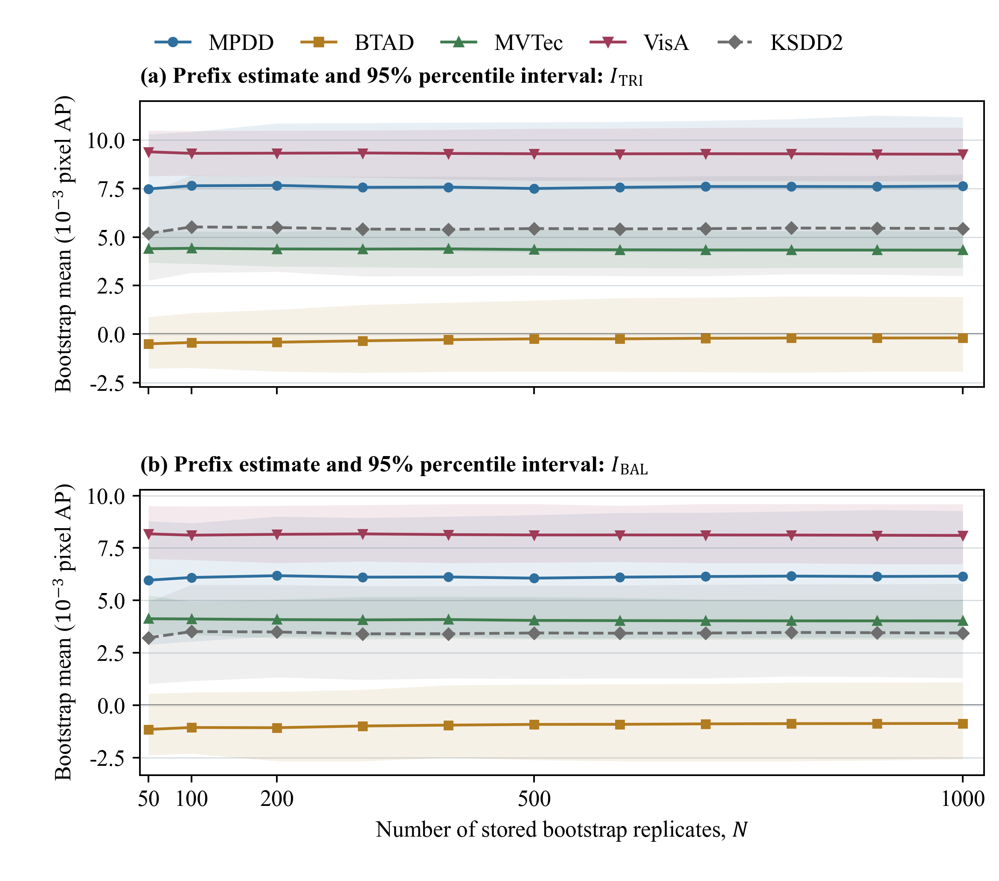 MPDD BTAD MVTec VisA KSDD2
(a) Prefix estimate and 95% percentile interval: I_TRI
Bootstrap mean (10⁻³ pixel AP)
10.0
7.5
5.0
2.5
0.0
-2.5
(b) Prefix estimate and 95% percentile interval: I_BAL
Bootstrap mean (10⁻³ pixel AP)
10.0
7.5
5.0
2.5
0.0
-2.5
50 100 200 500 1000
Number of stored bootstrap replicates, N